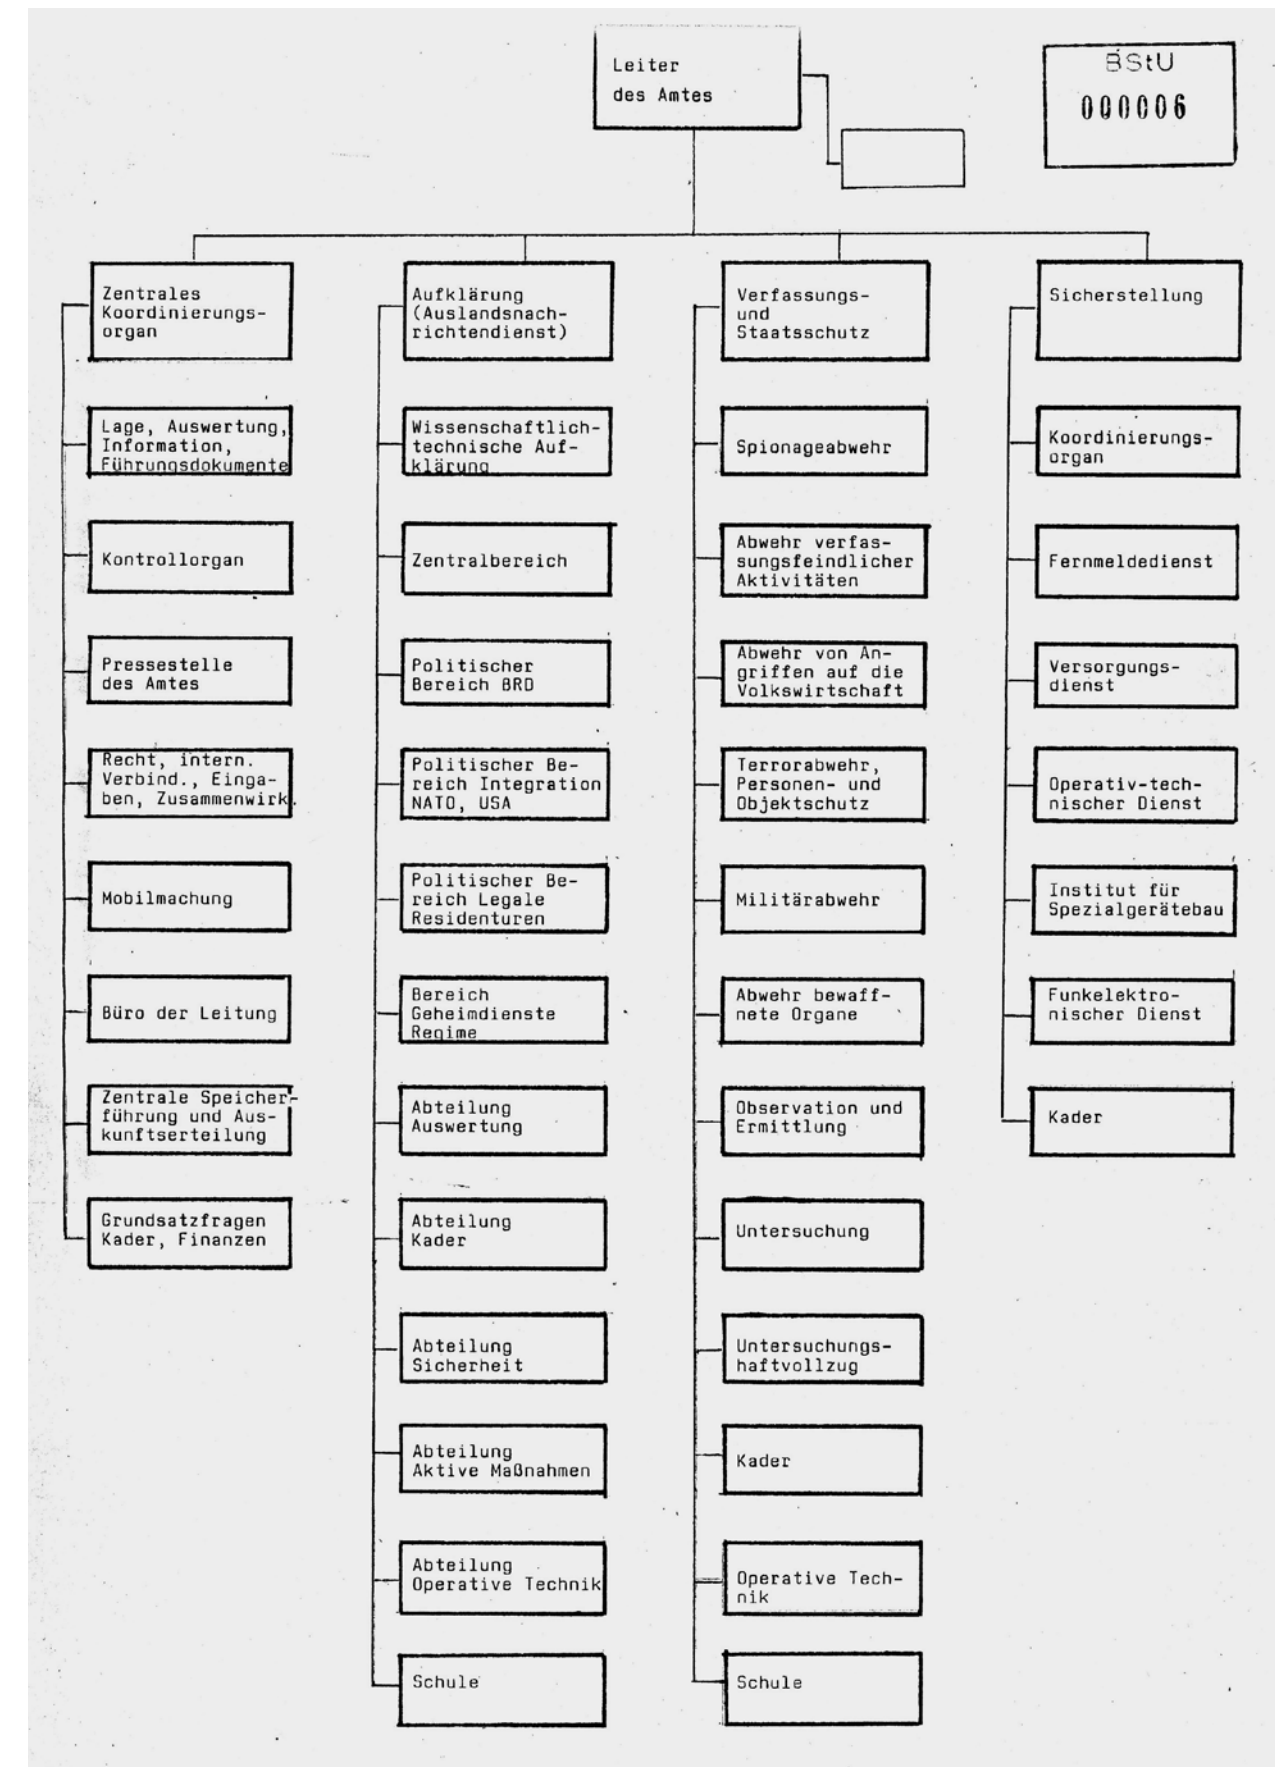 Leiter
des Amtes
BStU
000006
Zentrales
Koordinierungs-
organ
Lage, Auswertung,
Information,
Führungsdokumente
Kontrollorgan
Pressestelle
des Amtes
Recht, intern.
Verbind., Einga-
ben, Zusammenwirk.
Mobilmachung
Büro der Leitung
Zentrale Speicher-
führung und Aus-
kunftserteilung
Grundsatzfragen
Kader, Finanzen
Aufklärung
(Auslandsnach-
richtendienst)
Wissenschaftlich-
technische Auf-
klärung
Zentralbereich
Politischer
Bereich BRD
Politischer Be-
reich Integration
NATO, USA
Politischer Be-
reich Legale
Residenturen
Bereich
Geheimdienste
Regime
Abteilung
Auswertung
Abteilung
Kader
Abteilung
Sicherheit
Abteilung
Aktive Maßnahmen
Abteilung
Operative Technik
Schule
Verfassungs-
und
Staatsschutz
Spionageabwehr
Abwehr verfas-
sungsfeindlicher
Aktivitäten
Abwehr von An-
griffen auf die
Volkswirtschaft
Terrorabwehr,
Personen- und
Objektschutz
Militärabwehr
Abwehr bewaff-
nete Organe
Observation und
Ermittlung
Untersuchung
Untersuchungs-
haftvollzug
Kader
Operative Tech-
nik
Schule
Sicherstellung
Koordinierungs-
organ
Fernmeldedienst
Versorgungs-
dienst
Operativ-tech-
nischer Dienst
Institut für
Spezialgerätebau
Funkelektro-
nischer Dienst
Kader